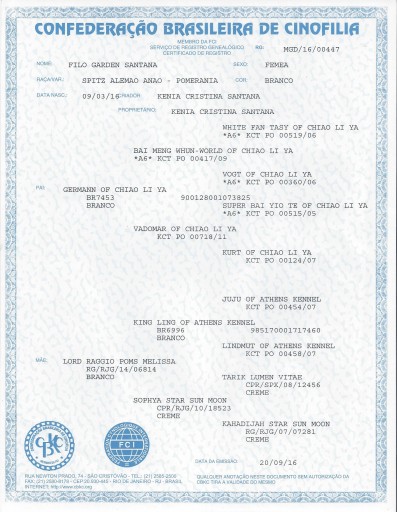 CONFEDERAÇÃO BRASILEIRA DE CINOFILIA
MEMBRO DA FCI
SERVIÇO DE REGISTRO GENEALÓGICO
CERTIFICADO DE REGISTRO
RG: MGD/16/00447
NOME: FILO GARDEN SANTANA SEXO: FEMEA
RAÇA/VAR.: SPITZ ALEMAO ANAO - POMERANIA COR: BRANCO
DATA NASC.: 09/03/16 CRIADOR: KENIA CRISTINA SANTANA
PROPRIETÁRIO: KENIA CRISTINA SANTANA
WHITE FAN TASY OF CHIAO LI YA
*A6* KCT PO 00519/06
BAI MENG WHUN-WORLD OF CHIAO LI YA
*A6* KCT PO 00417/09
VOGT OF CHIAO LI YA
*A6* KCT PO 00360/06
PAI: GERMANN OF CHIAO LI YA
BR7453 900128001073825
BRANCO
SUPER BAI YIO TE OF CHIAO LI YA
*A6* KCT PO 00515/05
VADOMAR OF CHIAO LI YA
KCT PO 00718/11
KURT OF CHIAO LI YA
KCT PO 00124/07
JUJU OF ATHENS KENNEL
KCT PO 00454/07
KING LING OF ATHENS KENNEL
BR6996 985170001717460
BRANCO
LINDMUT OF ATHENS KENNEL
KCT PO 00458/07
MÃE: LORD RAGGIO POMS MELISSA
RG/RJG/14/06814
BRANCO
TARIK LUMEN VITAE
CPR/SPX/08/12456
CREME
SOPHYA STAR SUN MOON
CPR/RJG/10/18523
CREME
KAHADIJAH STAR SUN MOON
RG/RJG/07/07281
CREME
CBKC
FCI
DATA DA EMISSÃO: 20/09/16
RUA NEWTON PRADO, 74 - SÃO CRISTOVÃO - TEL.: (21)
RIO DE JANEIRO - RJ - BRASIL
INTERNET: http://www.cbkc.org
QUALQUER ANOTAÇÃO NESTE DOCUMENTO SEM AUTORIZAÇÃO DA
CBKC TIRA A VALIDADE DO MESMO